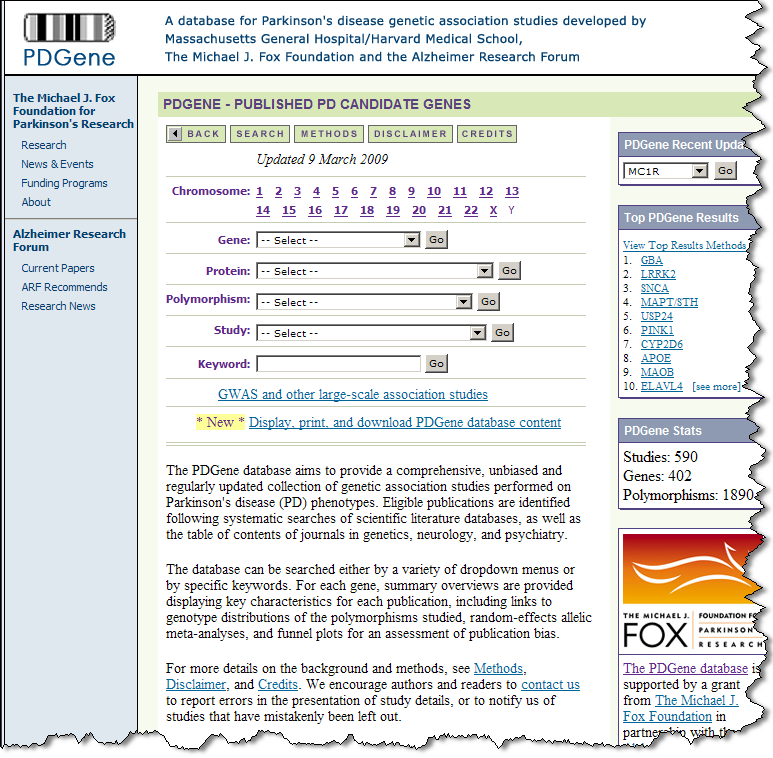 PDGene
A database for Parkinson's disease genetic association studies developed by
Massachusetts General Hospital/Harvard Medical School,
The Michael J. Fox Foundation and the Alzheimer Research Forum
The Michael J. Fox
Foundation for
Parkinson's Research
Research
News & Events
Funding Programs
About
Alzheimer Research
Forum
Current Papers
ARF Recommends
Research News
PDGENE - PUBLISHED PD CANDIDATE GENES
BACK SEARCH METHODS DISCLAIMER CREDITS
Updated 9 March 2009
Chromosome: 1 2 3 4 5 6 7 8 9 10 11 12 13
14 15 16 17 18 19 20 21 22 X Y
Gene: -- Select -- Go
Protein: -- Select -- Go
Polymorphism: -- Select -- Go
Study: -- Select -- Go
Keyword: Go
GWAS and other large-scale association studies
* New * Display, print, and download PDGene database content
The PDGene database aims to provide a comprehensive, unbiased and
regularly updated collection of genetic association studies performed on
Parkinson's disease (PD) phenotypes. Eligible publications are identified
following systematic searches of scientific literature databases, as well as
the table of contents of journals in genetics, neurology, and psychiatry.
The database can be searched either by a variety of dropdown menus or
by specific keywords. For each gene, summary overviews are provided
displaying key characteristics for each publication, including links to
genotype distributions of the polymorphisms studied, random-effects allelic
meta-analyses, and funnel plots for an assessment of publication bias.
For more details on the background and methods, see Methods,
Disclaimer, and Credits. We encourage authors and readers to contact us
to report errors in the presentation of study details, or to notify us of
studies that have mistakenly been left out.
PDGene Recent Upda
MC1R Go
Top PDGene Results
View Top Results Methods
1. GBA
2. LRRK2
3. SNCA
4. MAPT/STH
5. USP24
6. PINK1
7. CYP2D6
8. APOE
9. MAOB
10. ELAVL4 [see more]
PDGene Stats
Studies: 590
Genes: 402
Polymorphisms: 1890
THE MICHAEL J. FOX FOUNDATION FO
PARKINSON
RESEARCH
The PDGene database is
supported by a grant
from The Michael J.
Fox Foundation in
partnership with the